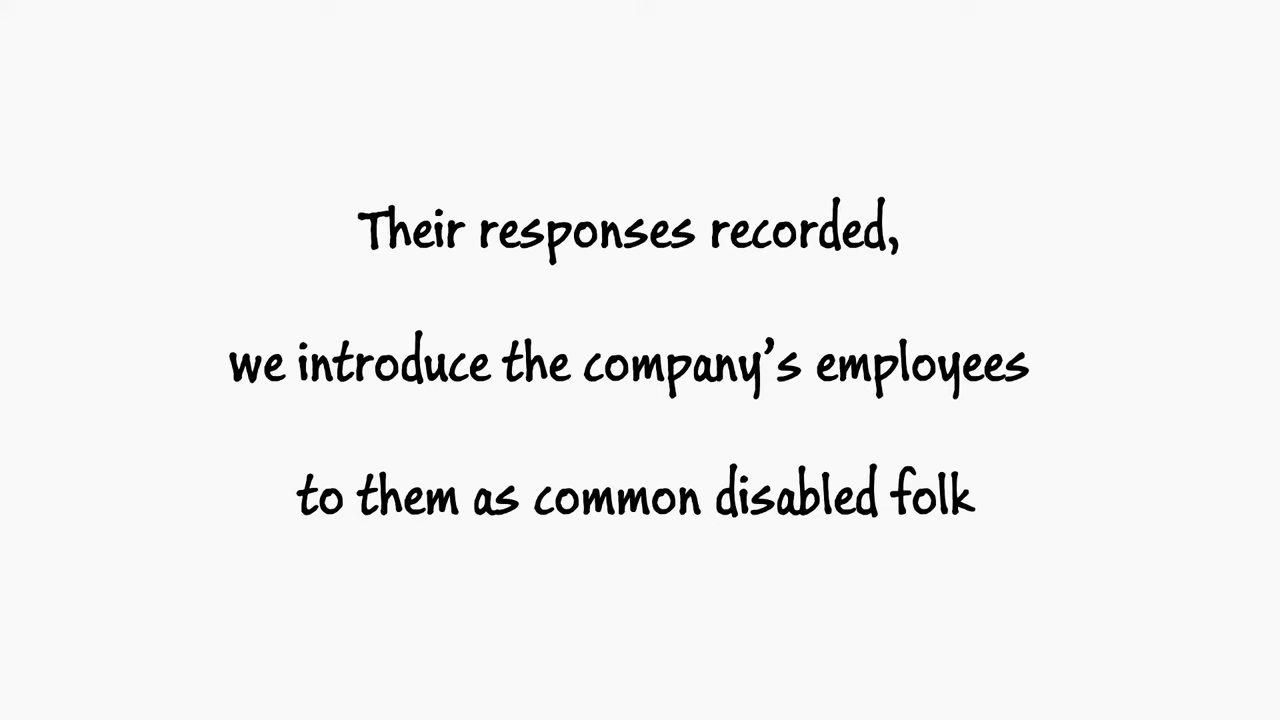 Their responses recorded,
we introduce the company's employees
to them as common disabled folk